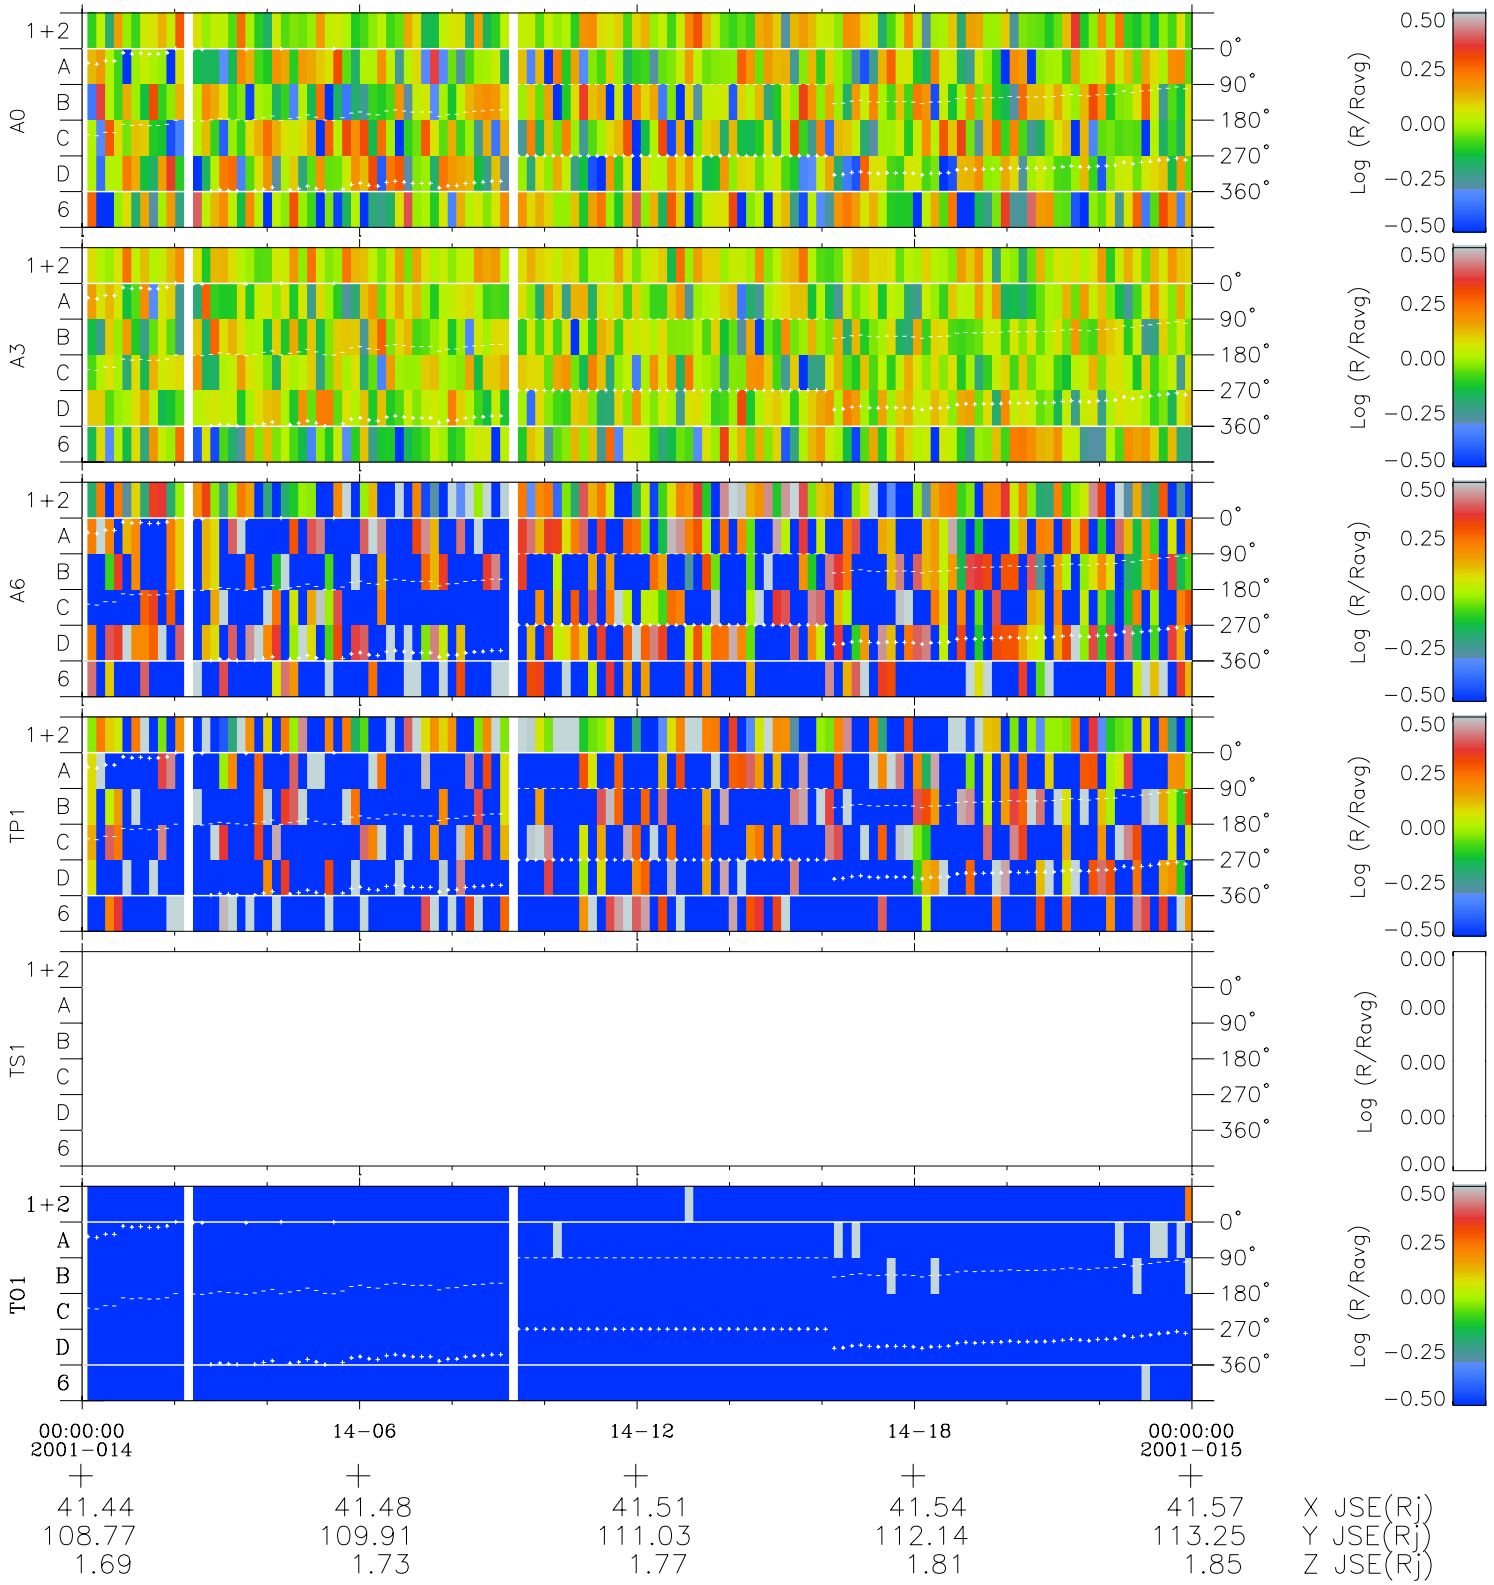 A0
1+2
A
B
C
D
6
0°
90°
180°
270°
360°
Log (R/Ravg)
0.50
0.25
0.00
−0.25
−0.50
A3
1+2
A
B
C
D
6
0°
90°
180°
270°
360°
Log (R/Ravg)
0.50
0.25
0.00
−0.25
−0.50
A6
1+2
A
B
C
D
6
0°
90°
180°
270°
360°
Log (R/Ravg)
0.50
0.25
0.00
−0.25
−0.50
TP1
1+2
A
B
C
D
6
0°
90°
180°
270°
360°
Log (R/Ravg)
0.50
0.25
0.00
−0.25
−0.50
TS1
1+2
A
B
C
D
6
0°
90°
180°
270°
360°
Log (R/Ravg)
0.00
0.00
0.00
0.00
0.00
TO1
1+2
A
B
C
D
6
0°
90°
180°
270°
360°
Log (R/Ravg)
0.50
0.25
0.00
−0.25
−0.50
00:00:00 14−06 14−12 14−18 00:00:00
2001−014 2001−015
41.44 41.48 41.51 41.54 41.57 X JSE(Rj)
108.77 109.91 111.03 112.14 113.25 Y JSE(Rj)
1.69 1.73 1.77 1.81 1.85 Z JSE(Rj)